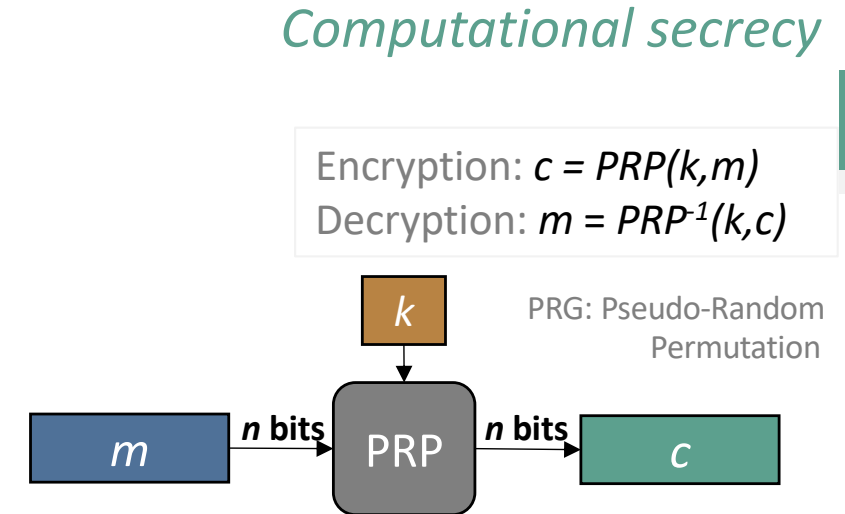 Computational secrecy
Encryption: c = PRP(k,m)
Decryption: m = PRP-1(k,c)
k
PRG: Pseudo-Random
Permutation
m
n bits
PRP
n bits
c